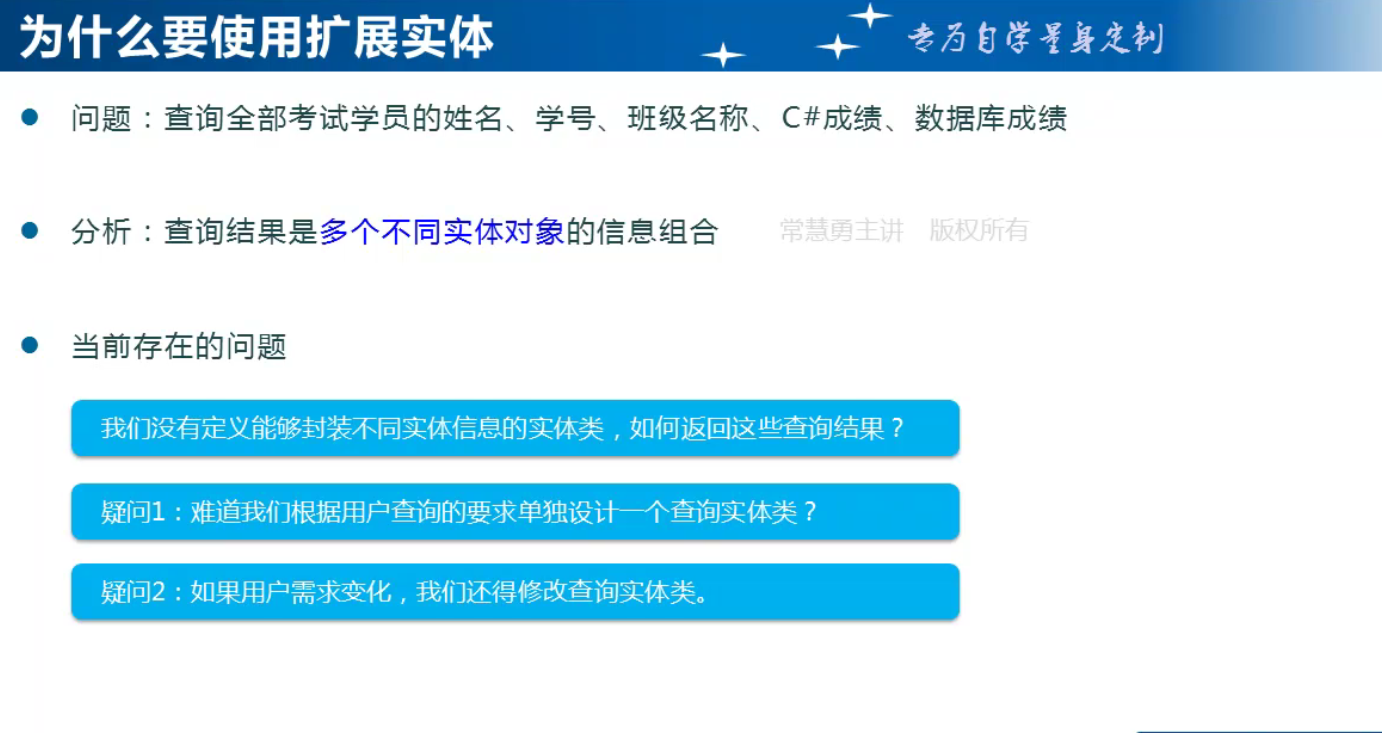 为什么要使用扩展实体
专为自学量身定制
问题：查询全部考试学员的姓名、学号、班级名称、C#成绩、数据库成绩
分析：查询结果是多个不同实体对象的信息组合
常慧勇主讲 版权所有
当前存在的问题
我们没有定义能够封装不同实体信息的实体类，如何返回这些查询结果？
疑问1：难道我们根据用户查询的要求单独设计一个查询实体类？
疑问2：如果用户需求变化，我们还得修改查询实体类。